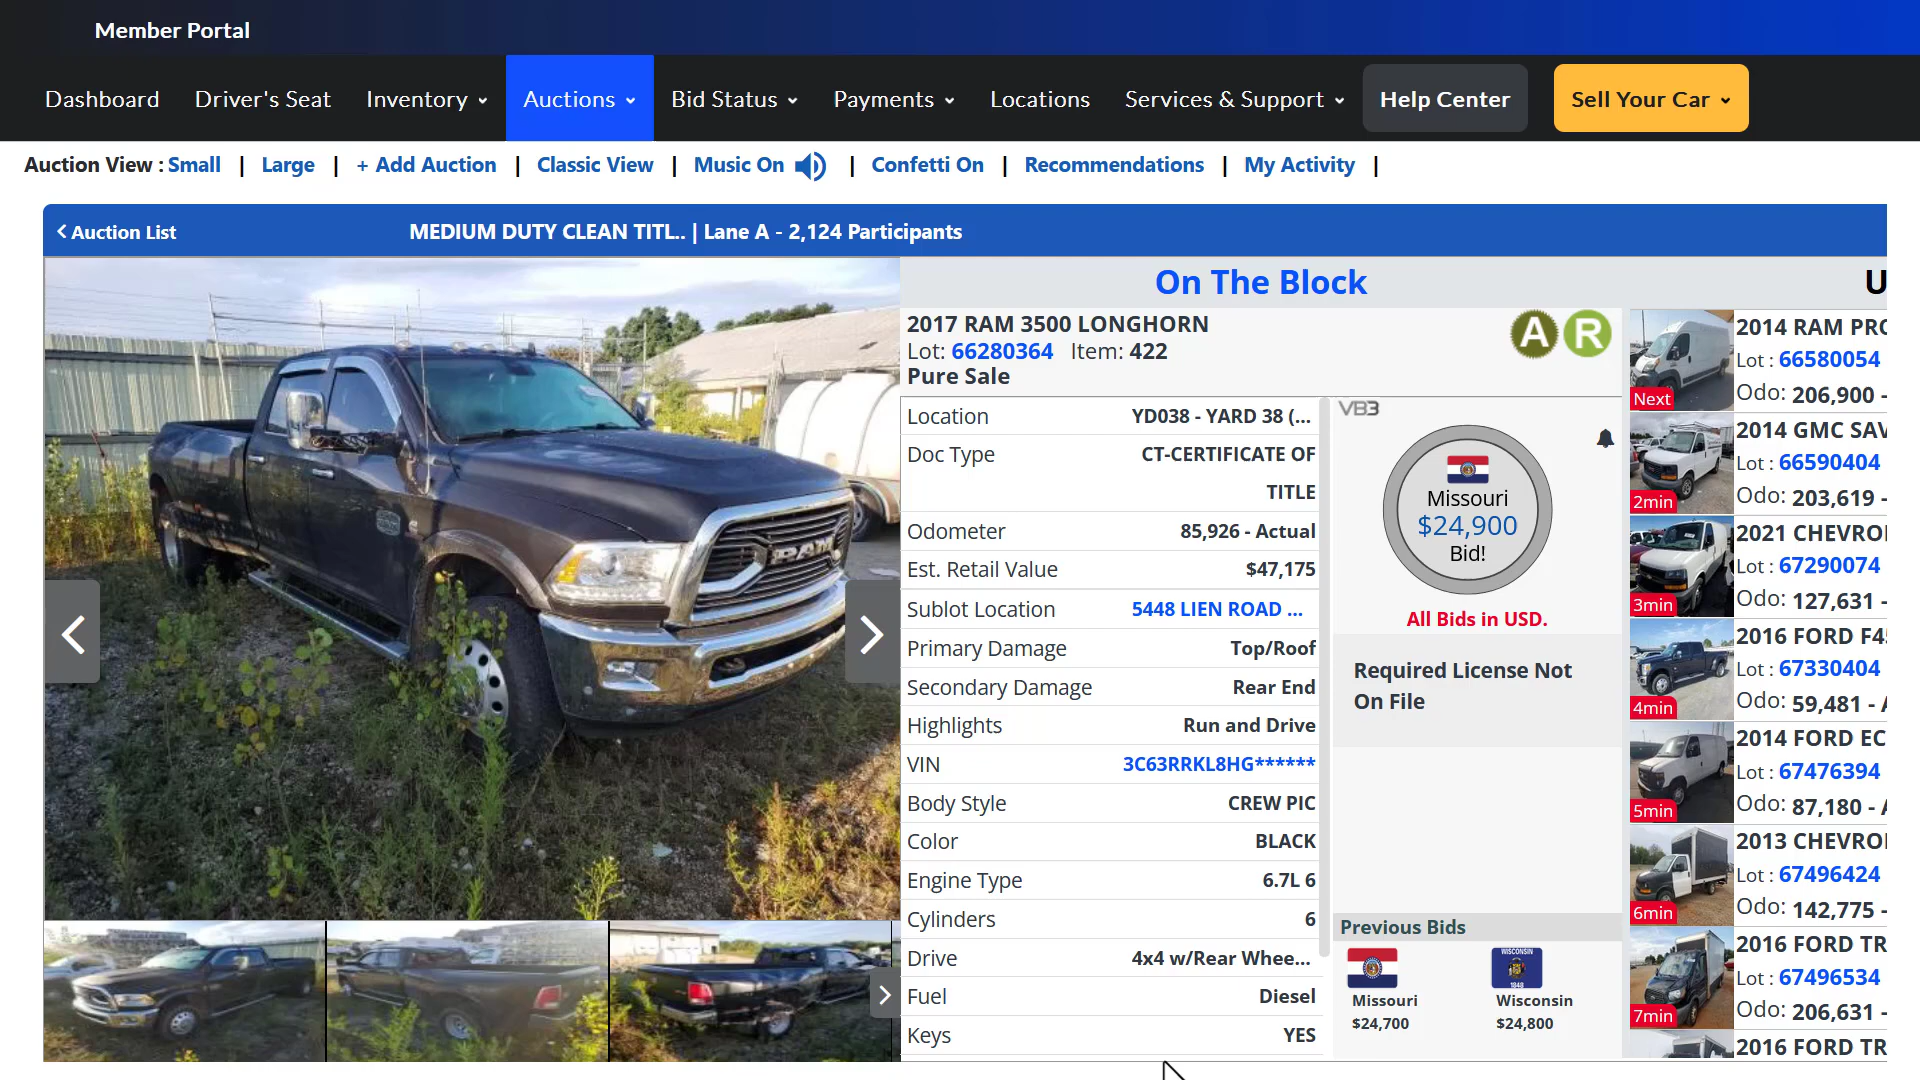 Member Portal
Dashboard
Driver's Seat
Inventory
Auctions
Bid Status
Payments
Locations
Services & Support
Help Center
Sell Your Car
Auction View : Small | Large | + Add Auction | Classic View | Music On | Confetti On | Recommendations | My Activity |
Auction List
MEDIUM DUTY CLEAN TITL.. | Lane A - 2,124 Participants
On The Block
2017 RAM 3500 LONGHORN
Lot: 66280364 Item: 422
Pure Sale
A R
Location YD038 - YARD 38 (...
Doc Type CT-CERTIFICATE OF
TITLE
Odometer 85,926 - Actual
Est. Retail Value $47,175
Sublot Location 5448 LIEN ROAD ...
Primary Damage Top/Roof
Secondary Damage Rear End
Highlights Run and Drive
VIN 3C63RRKL8HG******
Body Style CREW PIC
Color BLACK
Engine Type 6.7L 6
Cylinders 6
Drive 4x4 w/Rear Whee...
Fuel Diesel
Keys YES
VB3
Missouri
$24,900
Bid!
All Bids in USD.
Required License Not
On File
Previous Bids
WISCONSIN
1848
Missouri
$24,700
Wisconsin
$24,800
U
2014 RAM PRO
Lot : 66580054
Odo: 206,900 -
Next
2014 GMC SAV
Lot : 66590404
Odo: 203,619 -
2min
2021 CHEVROL
Lot : 67290074
Odo: 127,631 -
3min
2016 FORD F45
Lot : 67330404
Odo: 59,481 - A
4min
2014 FORD EC
Lot : 67476394
Odo: 87,180 - A
5min
2013 CHEVROL
Lot : 67496424
Odo: 142,775 -
6min
2016 FORD TR
Lot : 67496534
Odo: 206,631 -
7min
2016 FORD TR
RAM